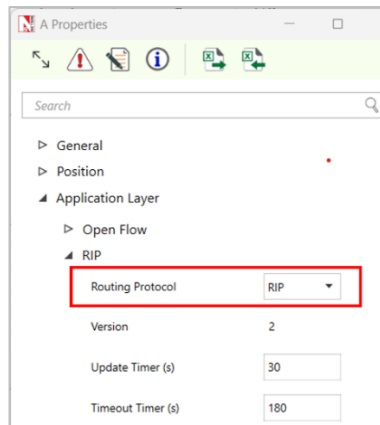 A Properties
Search
General
Position
Application Layer
Open Flow
RIP
Routing Protocol RIP
Version 2
Update Timer (s) 30
Timeout Timer (s) 180